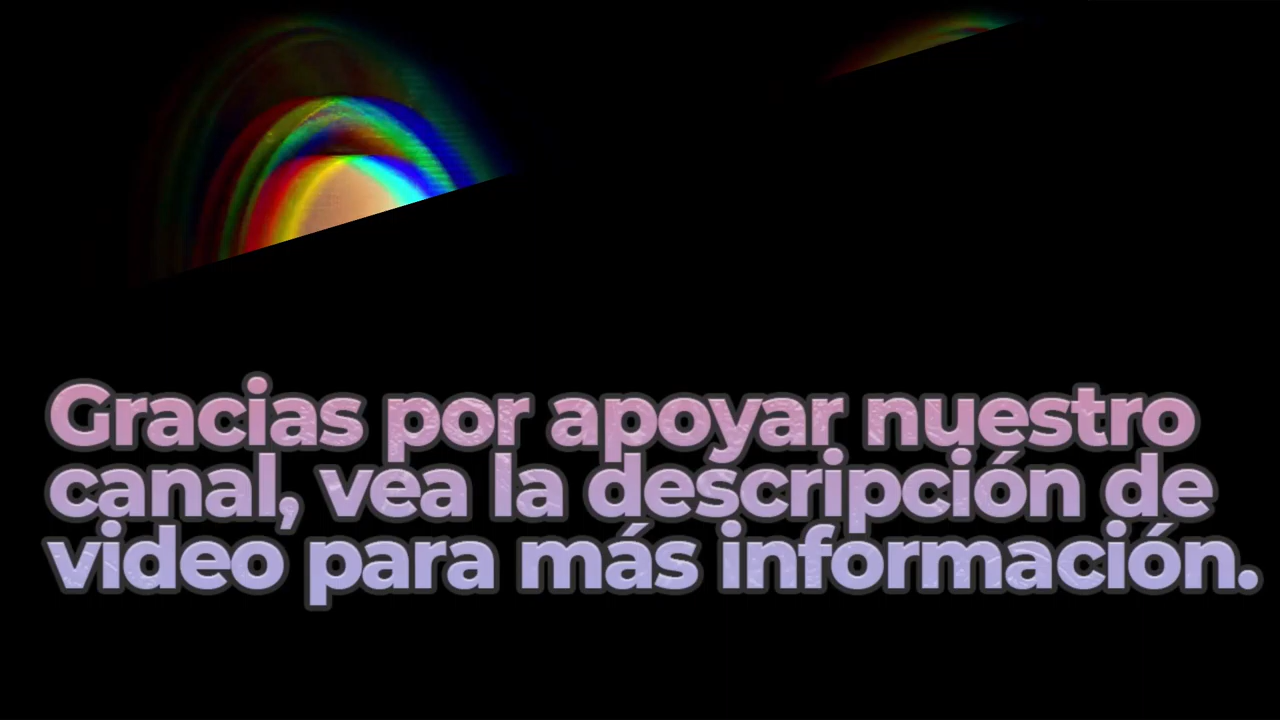 Gracias por apoyar nuestro
canal, vea la descripción de
video para más información.